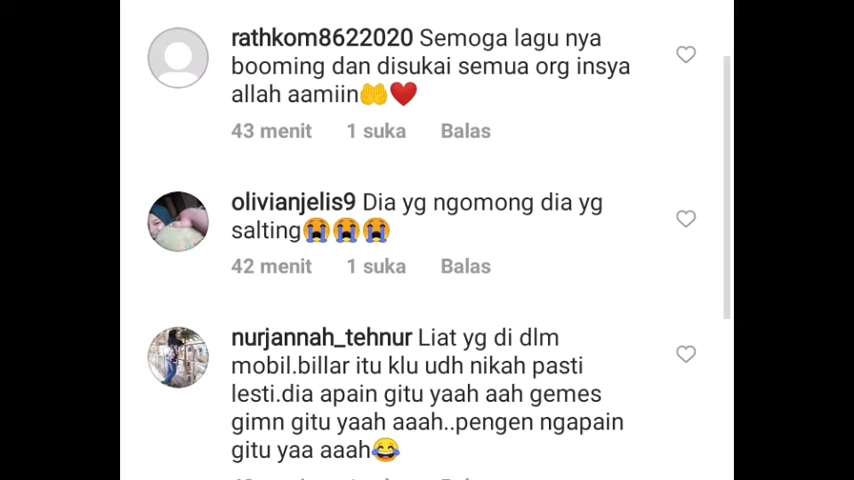 rathkom8622020 Semoga lagu nya
booming dan disukai semua org insya
allah aamiin🤲❤️
43 menit 1 suka Balas
olivianjelis9 Dia yg ngomong dia yg
salting😭😭😭
42 menit 1 suka Balas
nurjannah_tehnur Liat yg di dlm
mobil.billar itu klu udh nikah pasti
lesti.dia apain gitu yaah aah gemes
gimn gitu yaah aaah..pengen ngapain
gitu yaa aaah😂